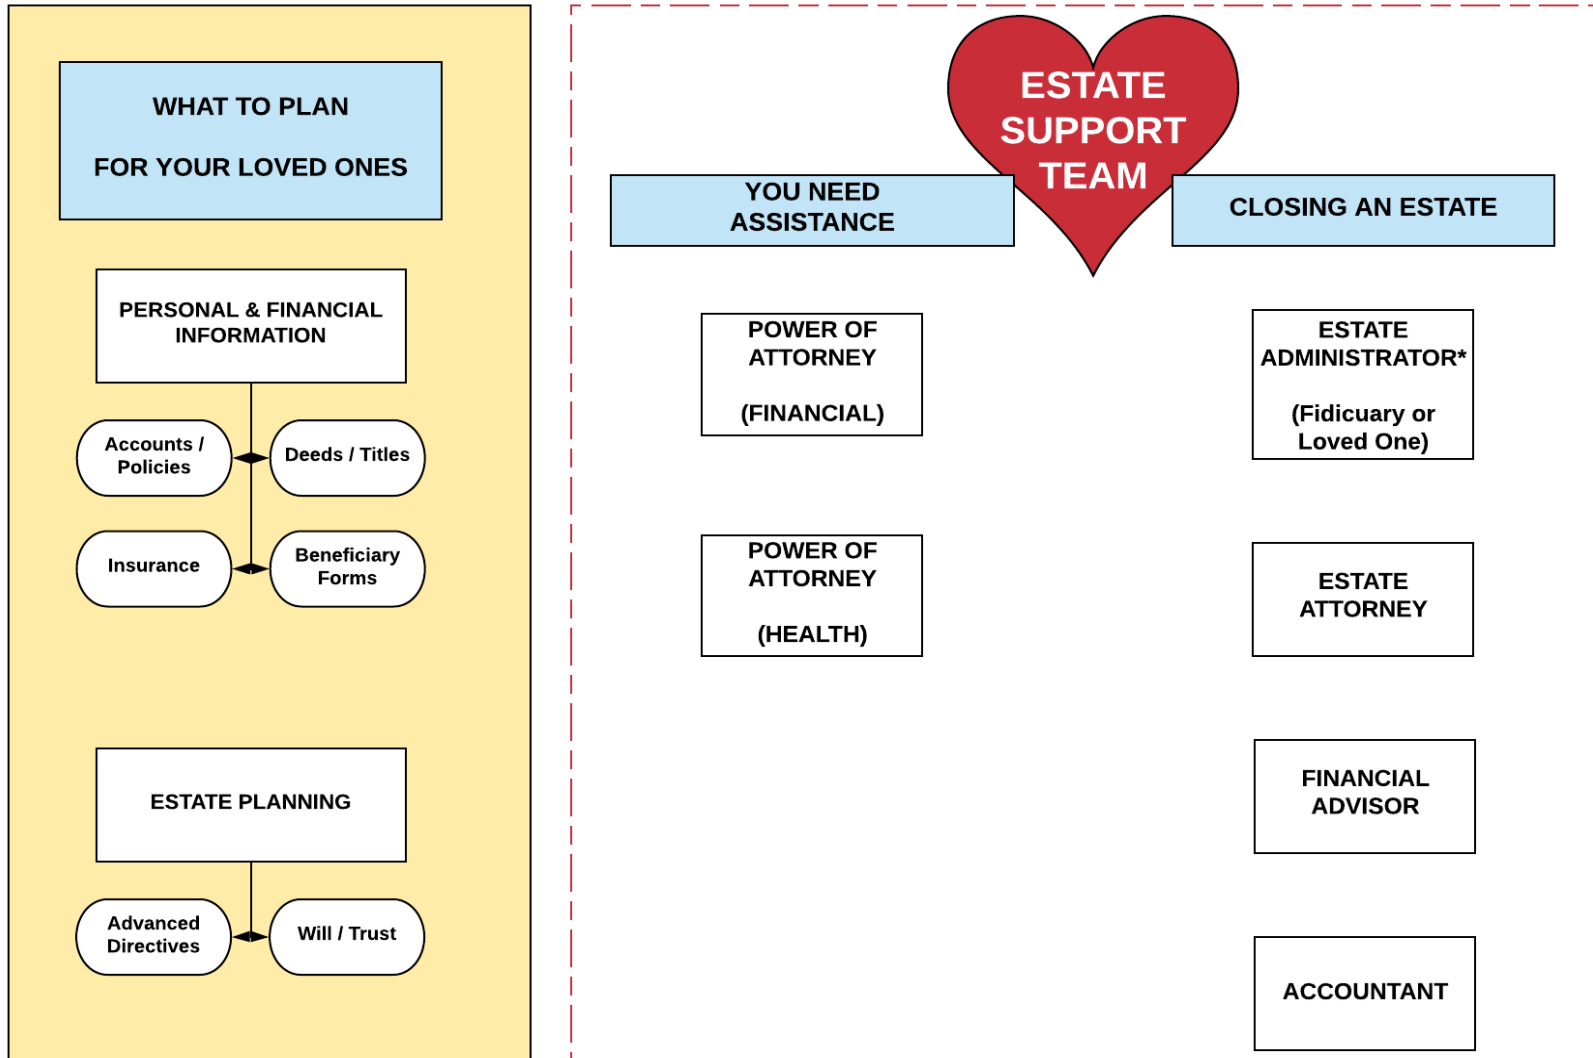 WHAT TO PLAN
FOR YOUR LOVED ONES
PERSONAL & FINANCIAL
INFORMATION
Accounts /
Policies
Deeds / Titles
Insurance
Beneficiary
Forms
ESTATE PLANNING
Advanced
Directives
Will / Trust
ESTATE
SUPPORT
TEAM
YOU NEED
ASSISTANCE
POWER OF
ATTORNEY
(FINANCIAL)
POWER OF
ATTORNEY
(HEALTH)
CLOSING AN ESTATE
ESTATE
ADMINISTRATOR*
(Fidicuary or
Loved One)
ESTATE
ATTORNEY
FINANCIAL
ADVISOR
ACCOUNTANT